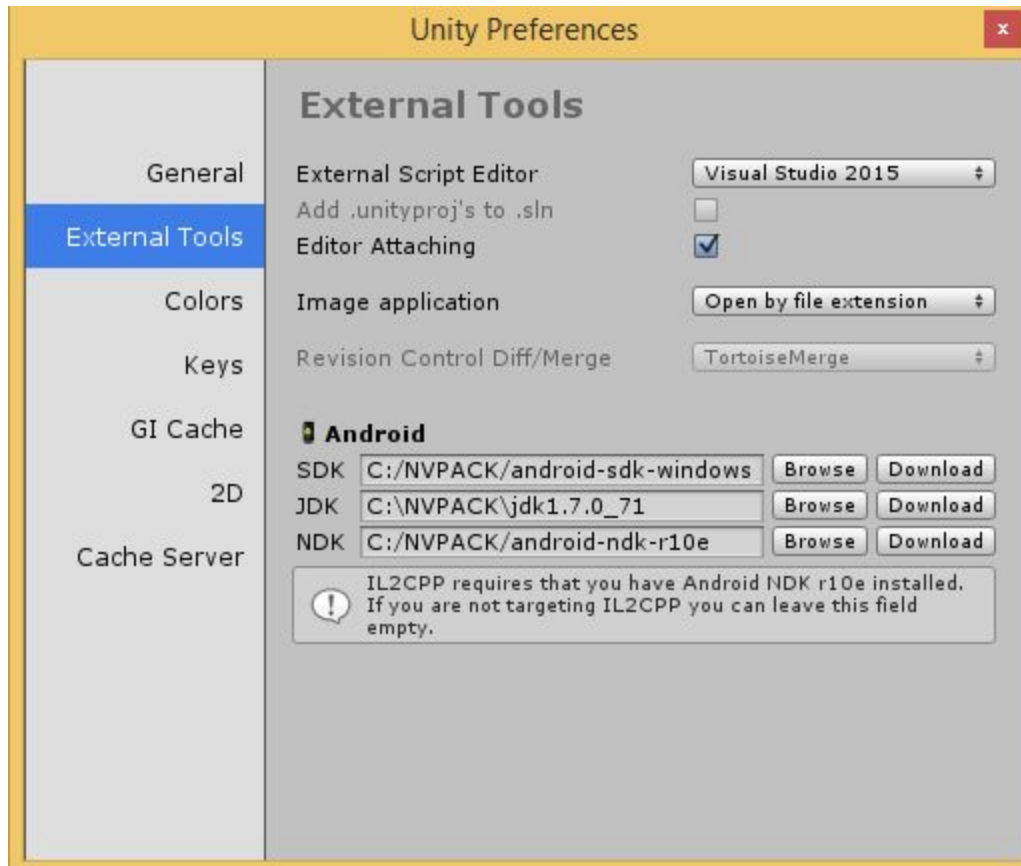 Unity Preferences
x
General
External Tools
Colors
Keys
GI Cache
2D
Cache Server
External Tools
External Script Editor Visual Studio 2015
Add .unityproj's to .sln
Editor Attaching
Image application Open by file extension
Revision Control Diff/Merge TortoiseMerge
Android
SDK C:/NVPACK/android-sdk-windows Browse Download
JDK C:\NVPACK\jdk1.7.0_71 Browse Download
NDK C:/NVPACK/android-ndk-r10e Browse Download
IL2CPP requires that you have Android NDK r10e installed.
If you are not targeting IL2CPP you can leave this field
empty.